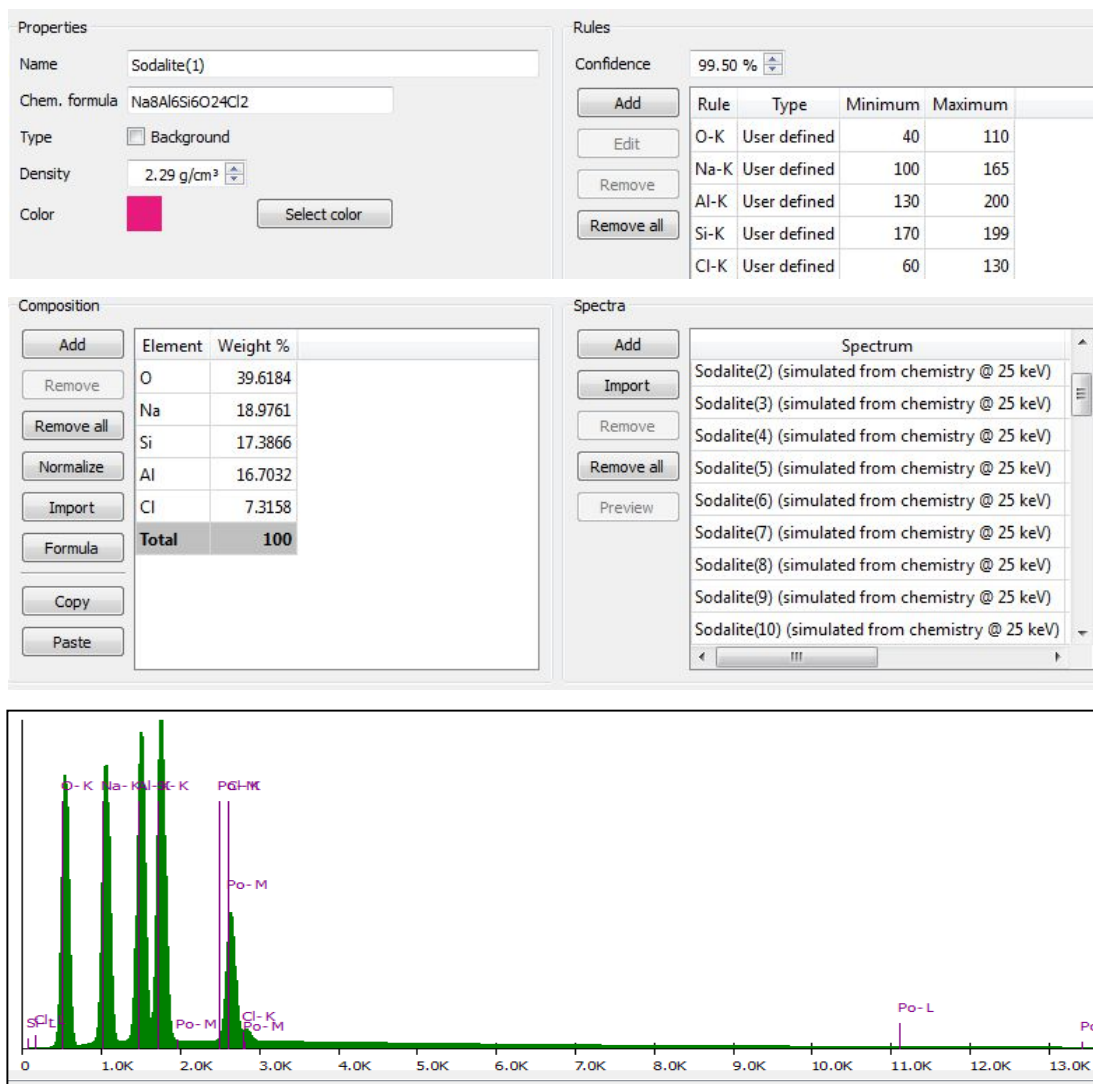 Properties
Name Sodalite(1)
Chem. formula Na8Al6Si6O24Cl2
Type Background
Density 2.29 g/cm³
Color Select color
Rules
Confidence 99.50 %
Add
Edit
Remove
Remove all
Rule Type Minimum Maximum
O-K User defined 40 110
Na-K User defined 100 165
Al-K User defined 130 200
Si-K User defined 170 199
Cl-K User defined 60 130
Composition
Add
Remove
Remove all
Normalize
Import
Formula
Copy
Paste
Element Weight %
O 39.6184
Na 18.9761
Si 17.3866
Al 16.7032
Cl 7.3158
Total 100
Spectra
Add
Import
Remove
Remove all
Preview
Spectrum
Sodalite(2) (simulated from chemistry @ 25 keV)
Sodalite(3) (simulated from chemistry @ 25 keV)
Sodalite(4) (simulated from chemistry @ 25 keV)
Sodalite(5) (simulated from chemistry @ 25 keV)
Sodalite(6) (simulated from chemistry @ 25 keV)
Sodalite(7) (simulated from chemistry @ 25 keV)
Sodalite(8) (simulated from chemistry @ 25 keV)
Sodalite(9) (simulated from chemistry @ 25 keV)
Sodalite(10) (simulated from chemistry @ 25 keV)
O-K Na-K
Po-M
Po-L
Po-M Cl-K
Po-M
0 1.0K 2.0K 3.0K 4.0K 5.0K 6.0K 7.0K 8.0K 9.0K 10.0K 11.0K 12.0K 13.0K